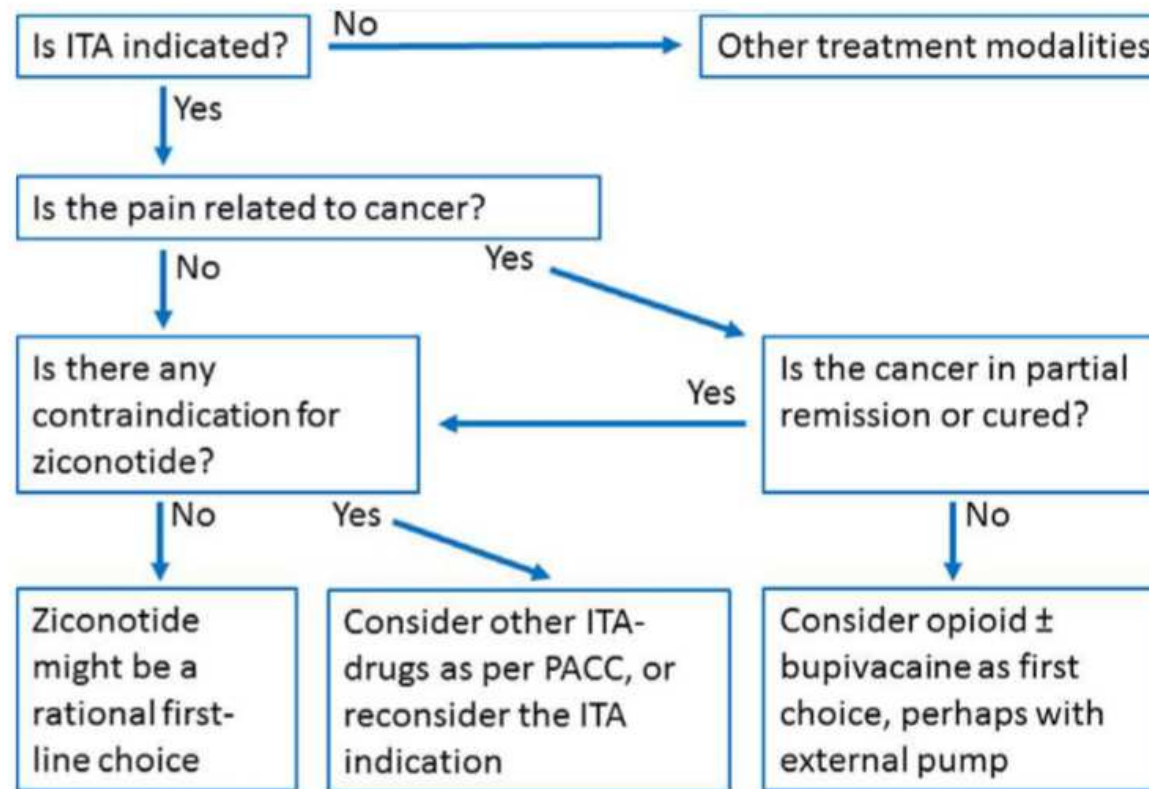 Is ITA indicated?
No
Other treatment modalities
Yes
Is the pain related to cancer?
No
Yes
Is there any
contraindication for
ziconotide?
Yes
Is the cancer in partial
remission or cured?
No
Yes
No
Ziconotide
might be a
rational first-
line choice
Consider other ITA-
drugs as per PACC, or
reconsider the ITA
indication
Consider opioid ±
bupivacaine as first
choice, perhaps with
external pump